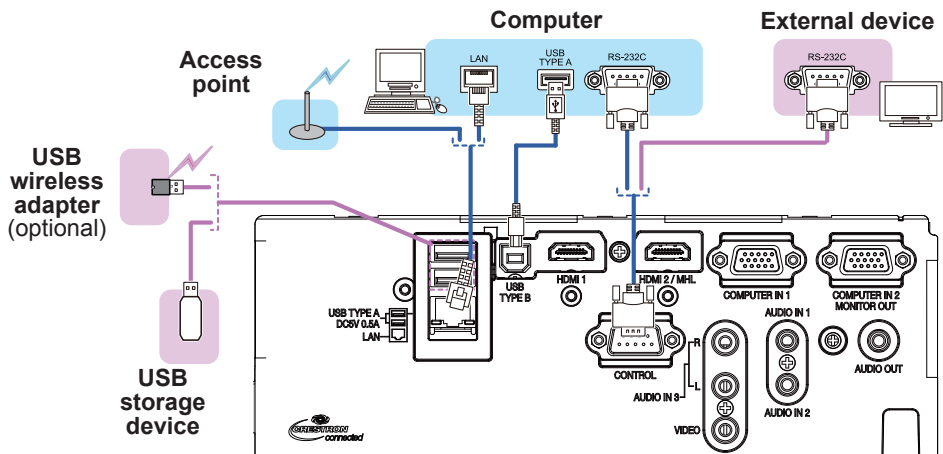 Computer
External device
Access
point
LAN
USB
TYPE A
RS-232C
RS-232C
USB
wireless
adapter
(optional)
USB
TYPE B
HDMI 1
HDMI 2 / MHL
COMPUTER IN 1
COMPUTER IN 2
MONITOR OUT
USB TYPE A
DC5V 0.5A
LAN
CONTROL
R
L
AUDIO IN 3
VIDEO
AUDIO IN 1
AUDIO IN 2
AUDIO OUT
USB
storage
device
CRESTRON
connected